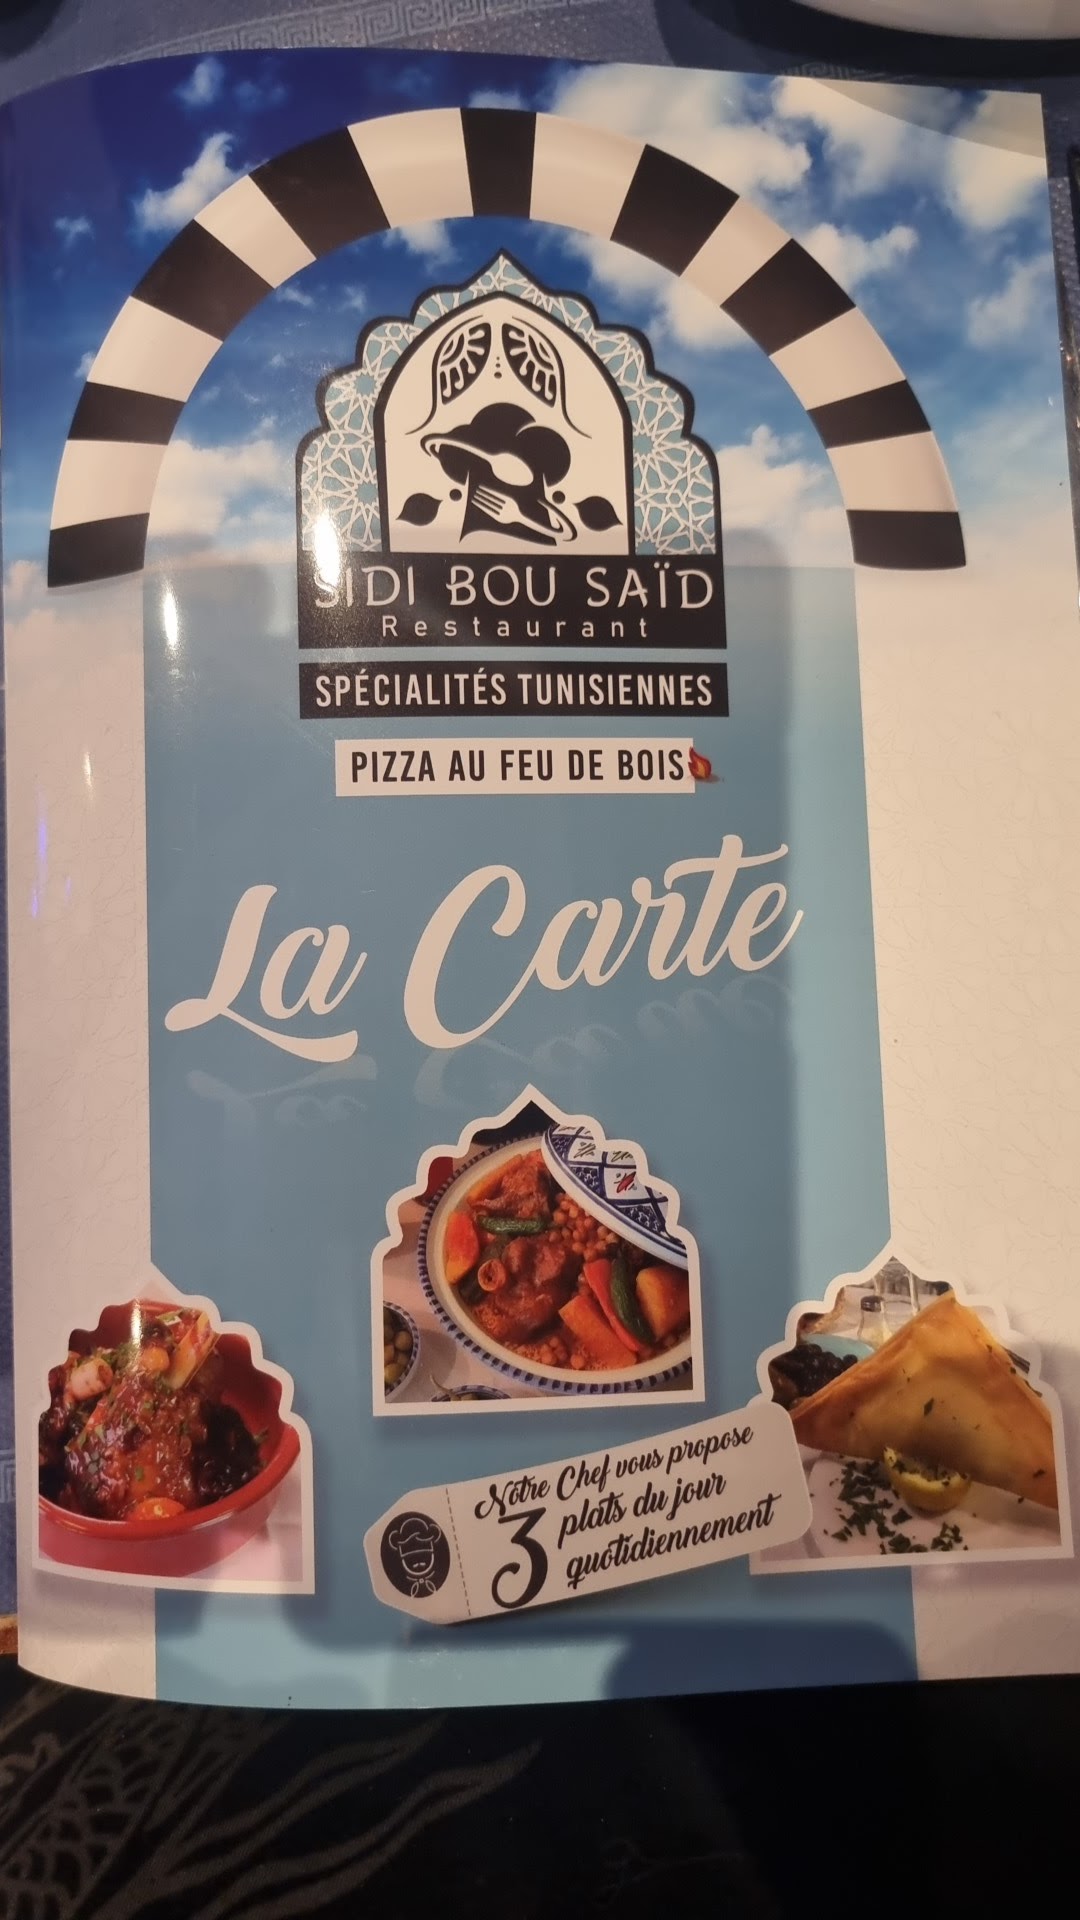 SIDI BOU SAÏD
Restaurant
SPÉCIALITÉS TUNISIENNES
PIZZA AU FEU DE BOIS
La Carte
Notre Chef vous propose
3 plats du jour
quotidiennement